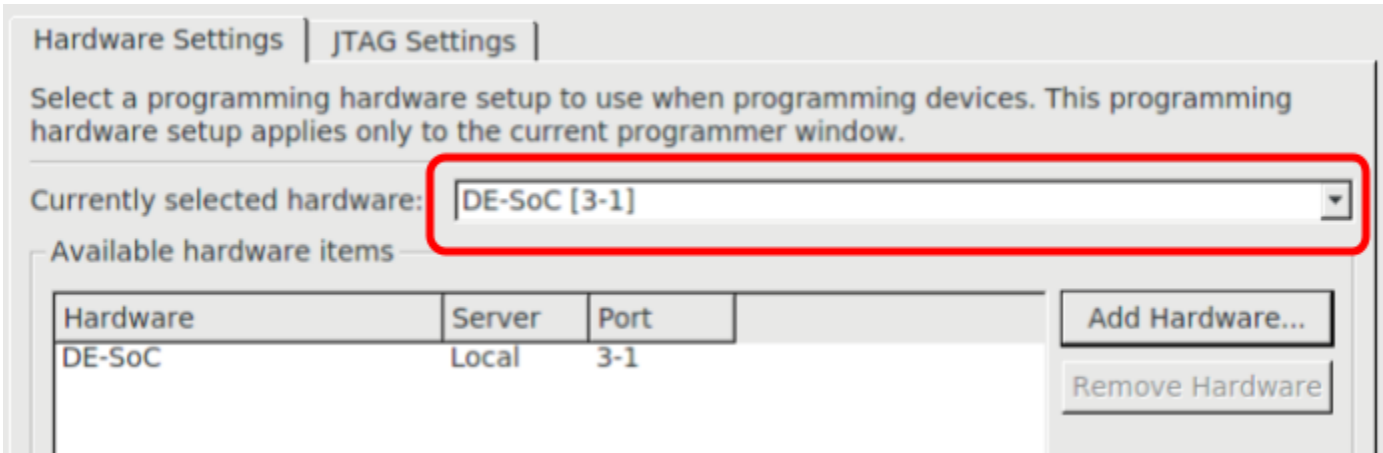 Hardware Settings JTAG Settings
Select a programming hardware setup to use when programming devices. This programming
hardware setup applies only to the current programmer window.
Currently selected hardware: DE-SoC [3-1]
Available hardware items
Hardware Server Port
Add Hardware...
DE-SoC Local 3-1
Remove Hardware